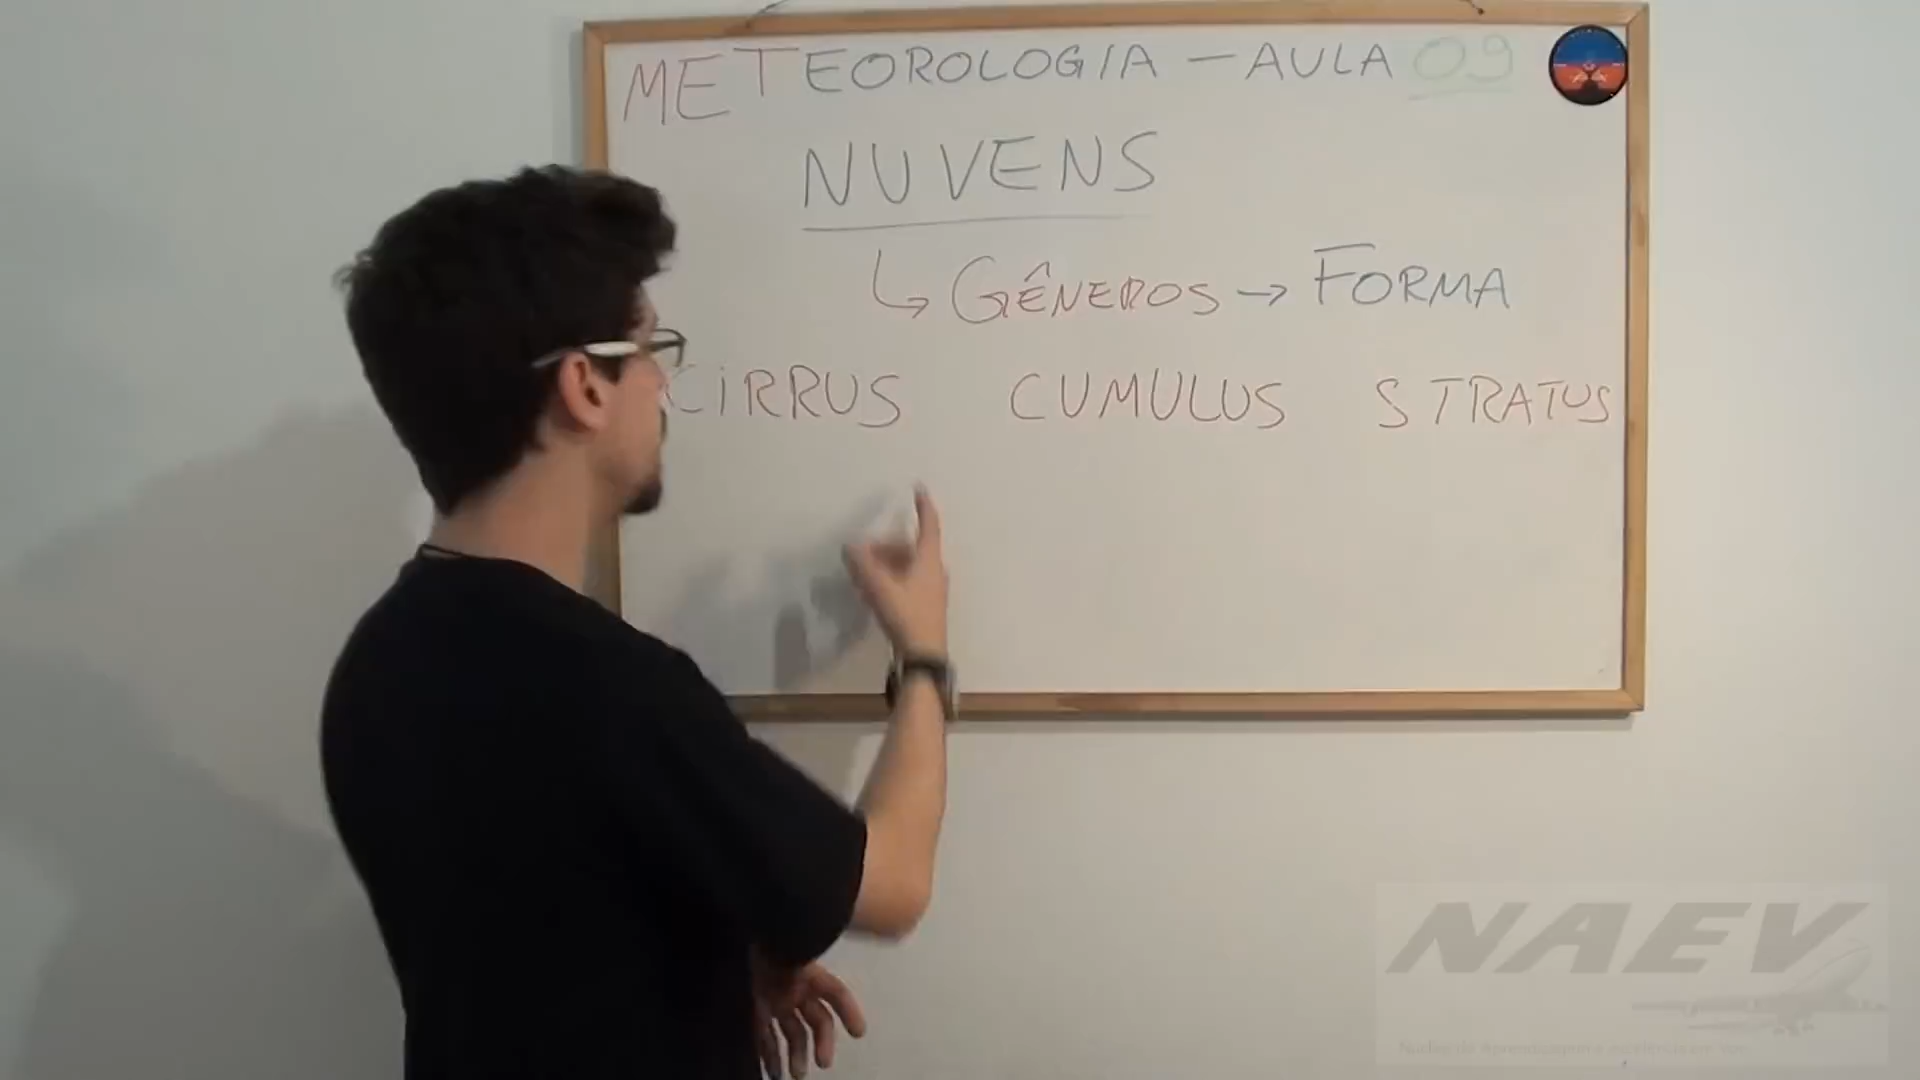 METEOROLOGIA - AULA 09
NUVENS
↳ GÊNEROS → FORMA
CIRRUS CUMULUS STRATUS
NAEV